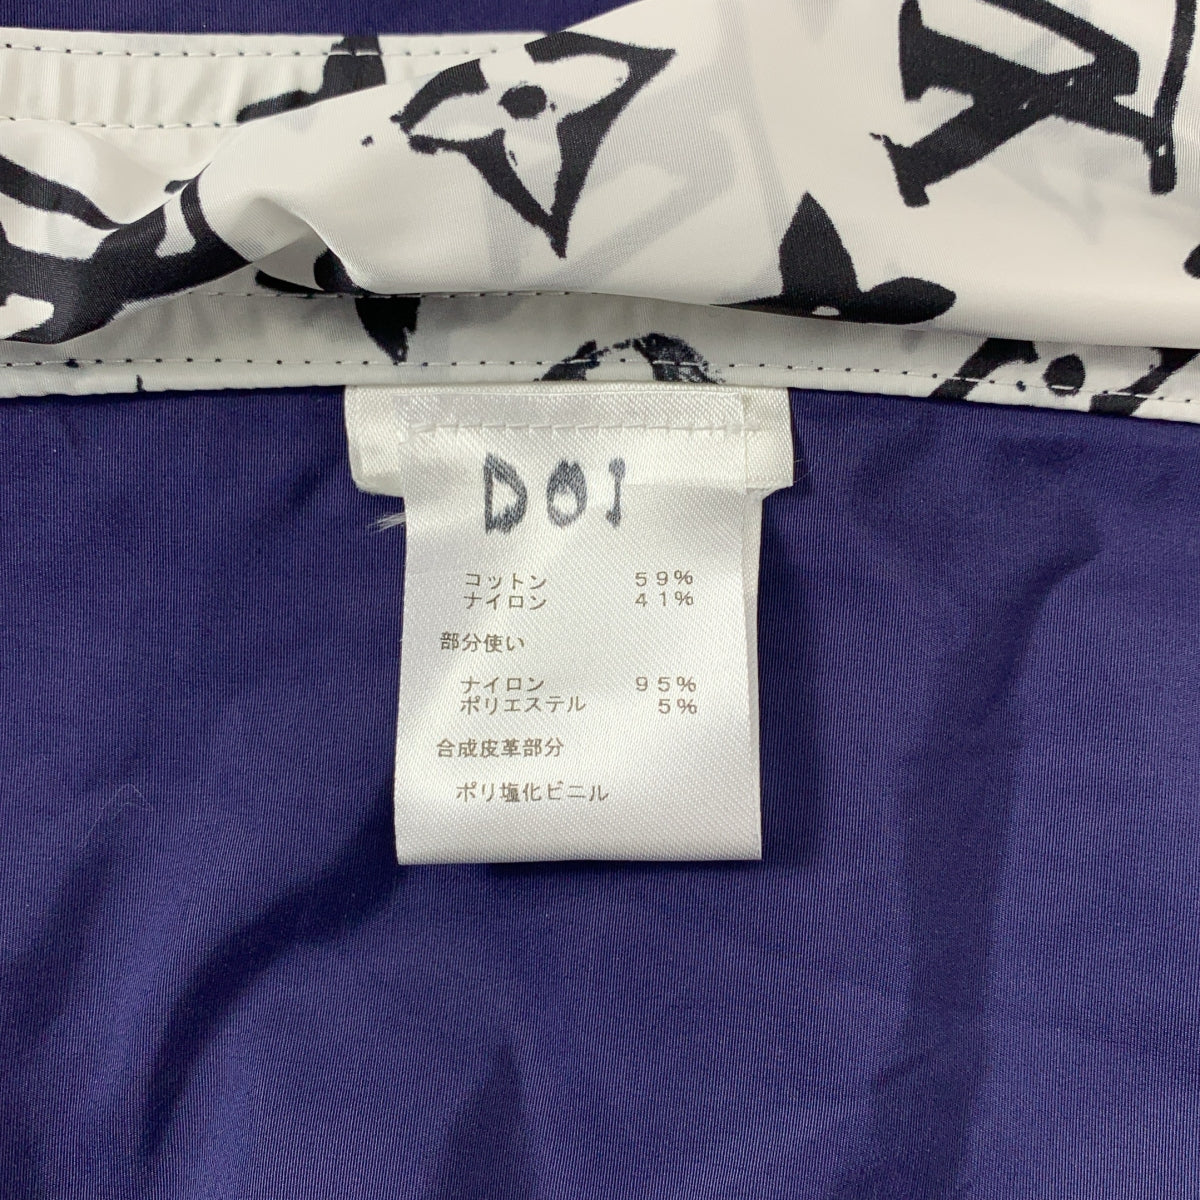 DOI
コットン 59%
ナイロン 41%
部分使い
ナイロン 95%
ポリエステル 5%
合成皮革部分
ポリ塩化ビニル